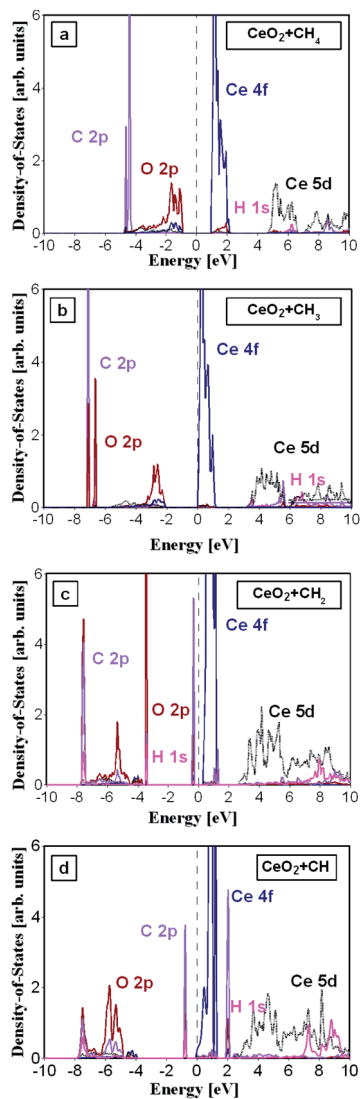 a
CeO2+CH4
Density-of-States [arb. units]
6
4
2
0
C 2p
O 2p
Ce 4f
H 1s
Ce 5d
-10 -8 -6 -4 -2 0 2 4 6 8 10
Energy [eV]
b
CeO2+CH3
Density-of-States [arb. units]
6
4
2
0
C 2p
O 2p
Ce 4f
Ce 5d
H 1s
-10 -8 -6 -4 -2 0 2 4 6 8 10
Energy [eV]
c
CeO2+CH2
Density-of-States [arb. units]
6
4
2
0
C 2p
O 2p
H 1s
Ce 4f
Ce 5d
-10 -8 -6 -4 -2 0 2 4 6 8 10
Energy [eV]
d
CeO2+CH
Density-of-States [arb. units]
6
4
2
0
O 2p
C 2p
Ce 4f
H 1s
Ce 5d
-10 -8 -6 -4 -2 0 2 4 6 8 10
Energy [eV]